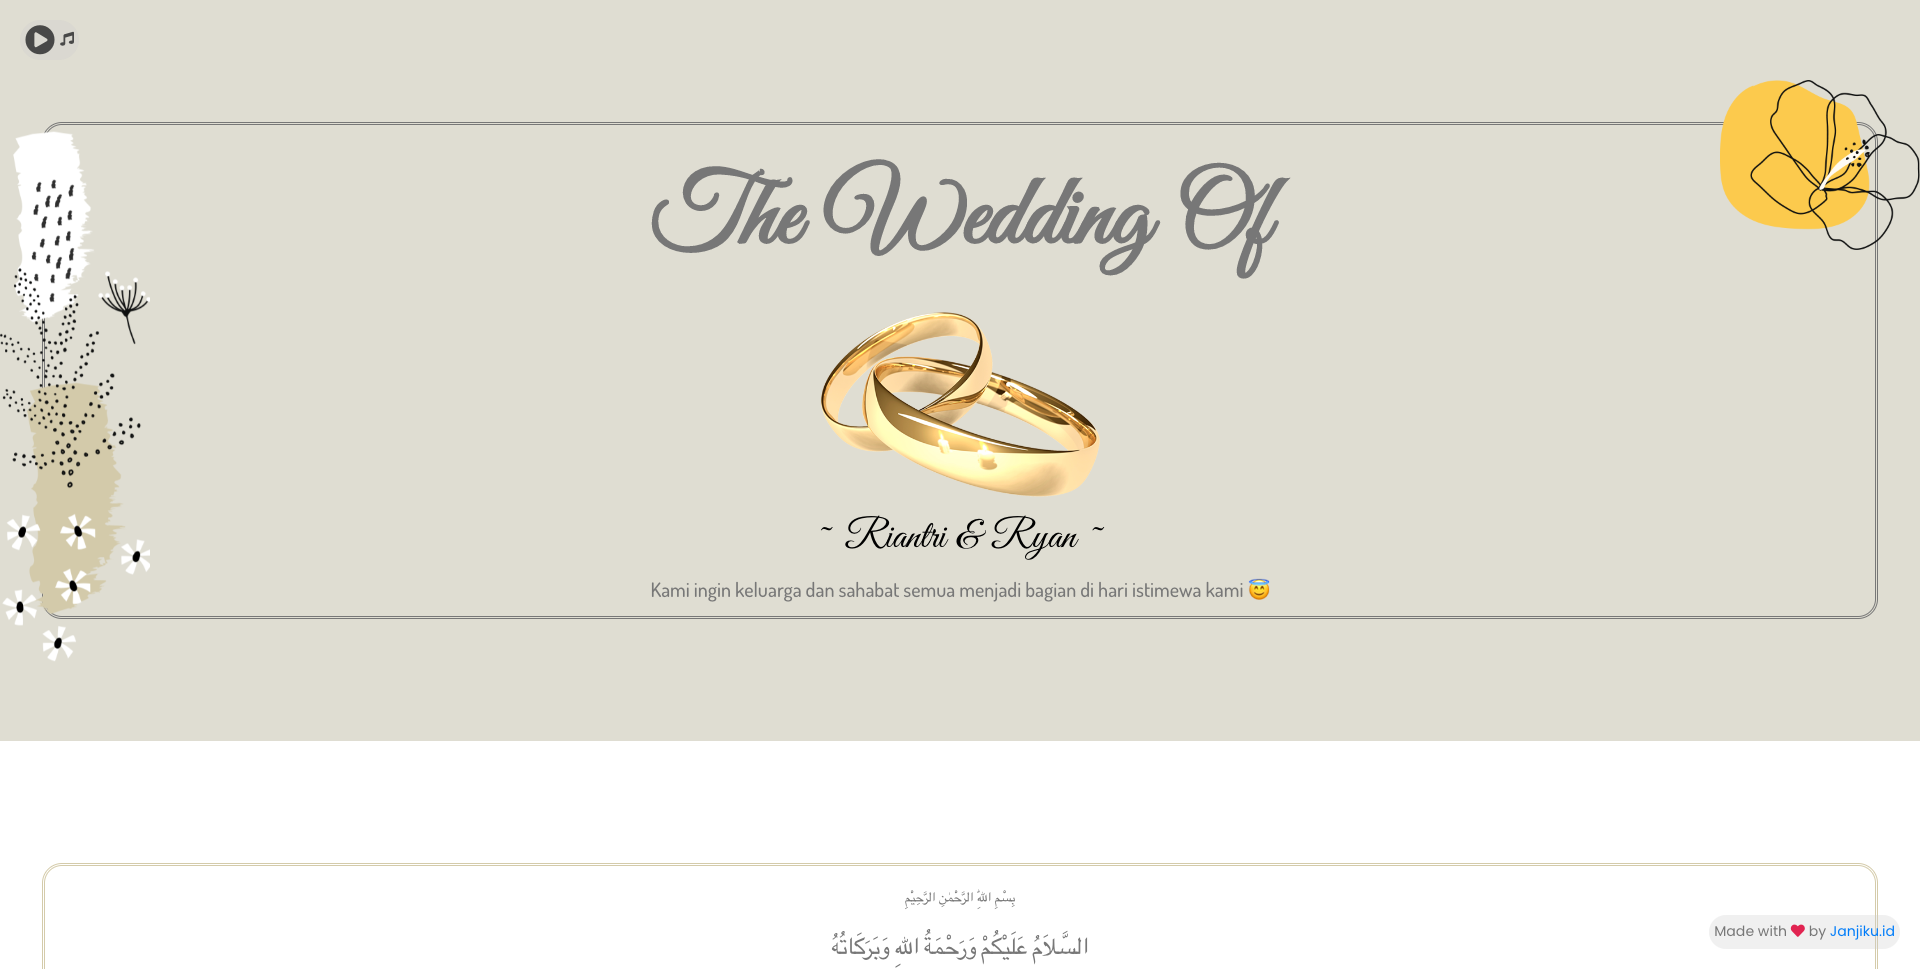 The Wedding Of
~ Riantri & Ryan ~
Kami ingin keluarga dan sahabat semua menjadi bagian di hari istimewa kami 😇
بِسْمِ اللهِ الرَّحْمٰنِ الرَّحِيْمِ
السَّلاَمُ عَلَيْكُمْ وَرَحْمَةُ اللهِ وَبَرَكَاتُهُ
Made with ❤ by Janjiku.id